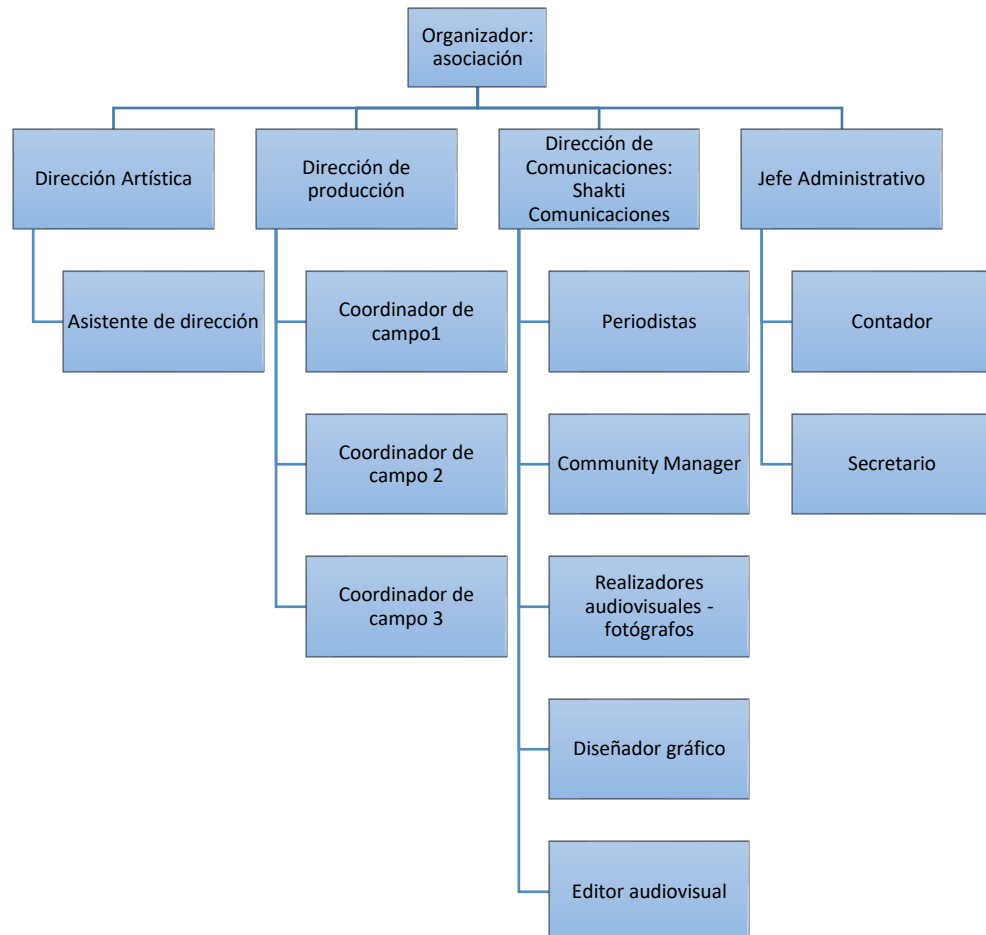 Organizador:
asociación
Dirección Artística
Dirección de
producción
Dirección de
Comunicaciones:
Shakti
Comunicaciones
Jefe Administrativo
Asistente de dirección
Coordinador de
campo1
Periodistas
Contador
Coordinador de
campo 2
Community Manager
Secretario
Coordinador de
campo 3
Realizadores
audiovisuales -
fotógrafos
Diseñador gráfico
Editor audiovisual